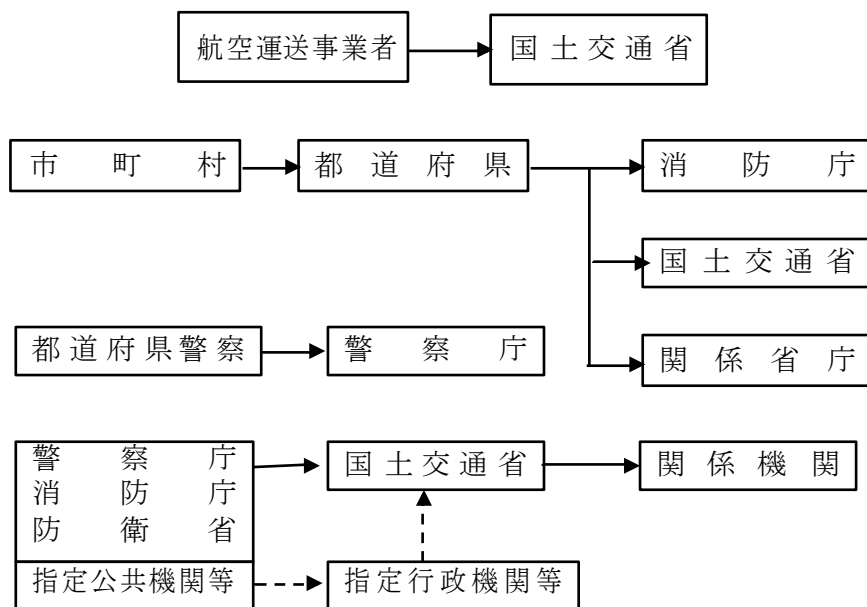 航空運送事業者
国土交通省
市町村
都道府県
消防庁
国土交通省
都道府県警察
警察庁
関係省庁
警察庁
消防庁
防衛省
国土交通省
関係機関
指定公共機関等
指定行政機関等